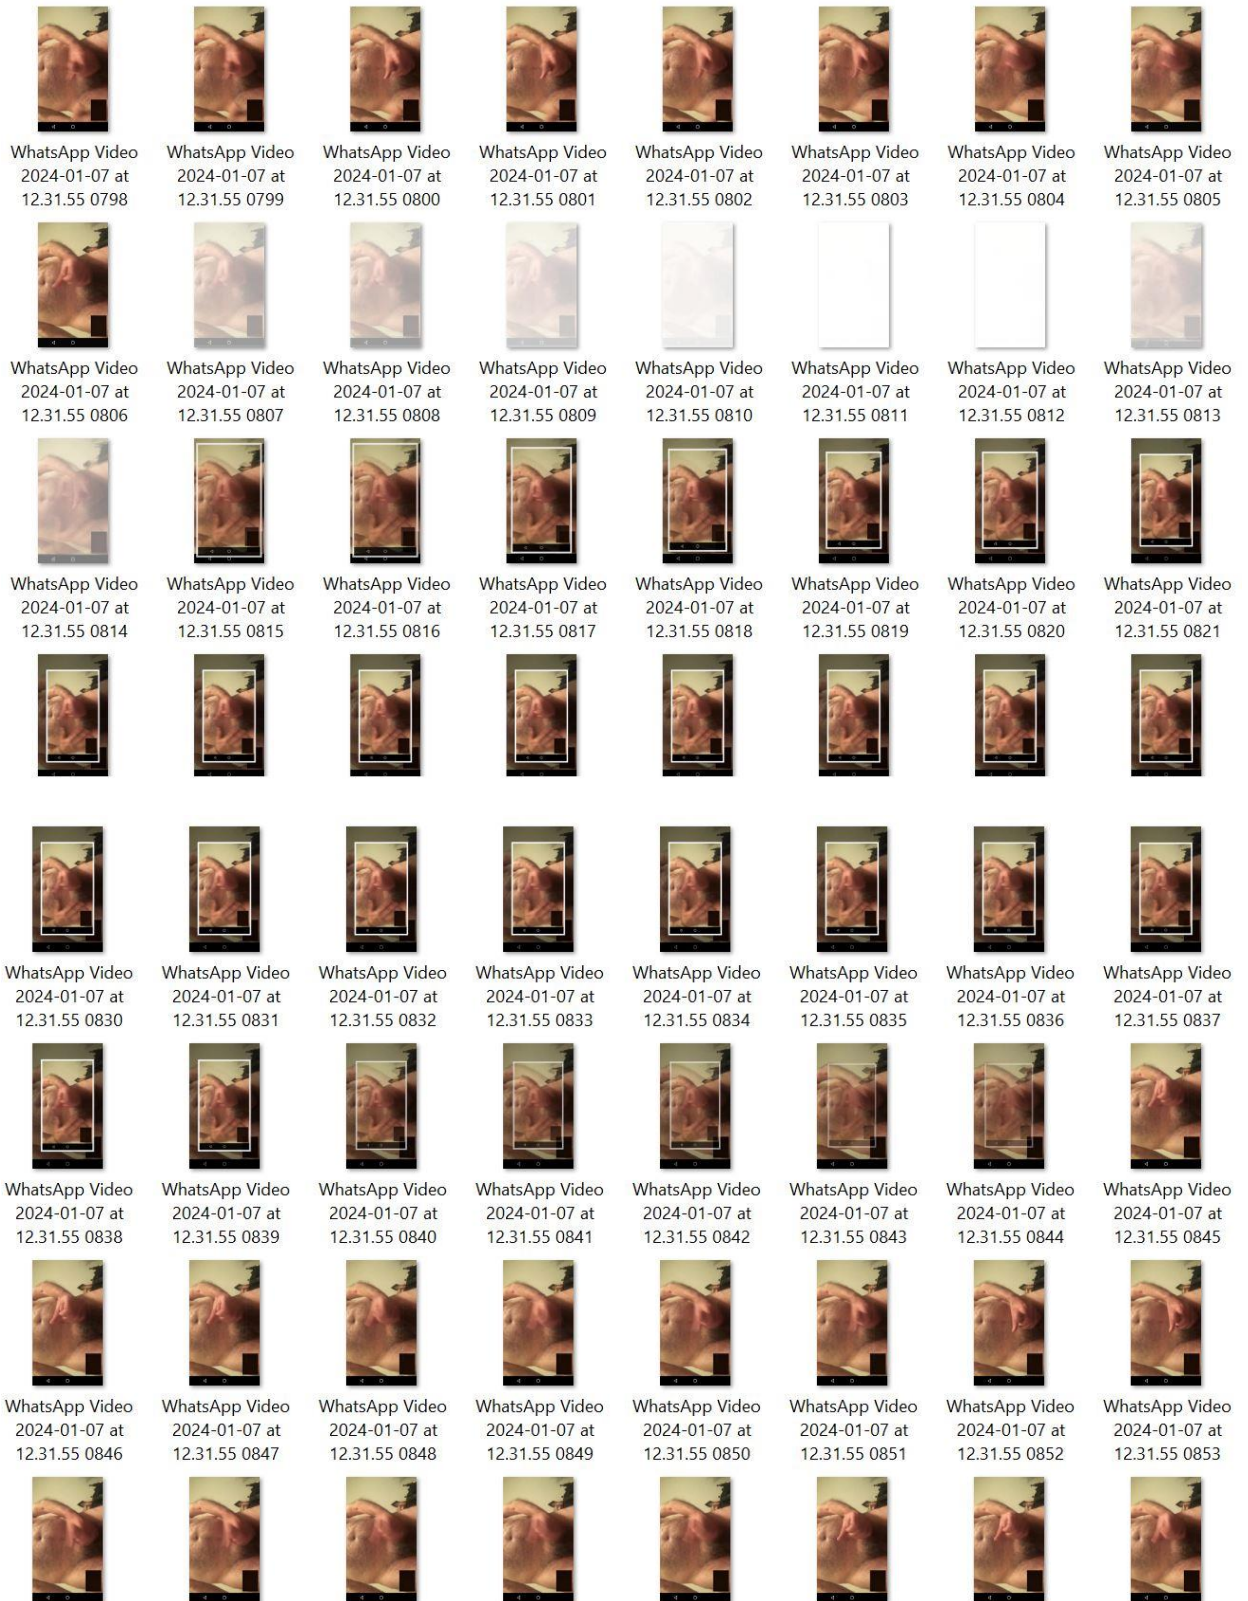 WhatsApp Video WhatsApp Video WhatsApp Video WhatsApp Video WhatsApp Video WhatsApp Video WhatsApp Video WhatsApp Video
2024-01-07 at 2024-01-07 at 2024-01-07 at 2024-01-07 at 2024-01-07 at 2024-01-07 at 2024-01-07 at 2024-01-07 at
12.31.55 0798 12.31.55 0799 12.31.55 0800 12.31.55 0801 12.31.55 0802 12.31.55 0803 12.31.55 0804 12.31.55 0805
WhatsApp Video WhatsApp Video WhatsApp Video WhatsApp Video WhatsApp Video WhatsApp Video WhatsApp Video WhatsApp Video
2024-01-07 at 2024-01-07 at 2024-01-07 at 2024-01-07 at 2024-01-07 at 2024-01-07 at 2024-01-07 at 2024-01-07 at
12.31.55 0806 12.31.55 0807 12.31.55 0808 12.31.55 0809 12.31.55 0810 12.31.55 0811 12.31.55 0812 12.31.55 0813
WhatsApp Video WhatsApp Video WhatsApp Video WhatsApp Video WhatsApp Video WhatsApp Video WhatsApp Video WhatsApp Video
2024-01-07 at 2024-01-07 at 2024-01-07 at 2024-01-07 at 2024-01-07 at 2024-01-07 at 2024-01-07 at 2024-01-07 at
12.31.55 0814 12.31.55 0815 12.31.55 0816 12.31.55 0817 12.31.55 0818 12.31.55 0819 12.31.55 0820 12.31.55 0821
WhatsApp Video WhatsApp Video WhatsApp Video WhatsApp Video WhatsApp Video WhatsApp Video WhatsApp Video WhatsApp Video
2024-01-07 at 2024-01-07 at 2024-01-07 at 2024-01-07 at 2024-01-07 at 2024-01-07 at 2024-01-07 at 2024-01-07 at
12.31.55 0830 12.31.55 0831 12.31.55 0832 12.31.55 0833 12.31.55 0834 12.31.55 0835 12.31.55 0836 12.31.55 0837
WhatsApp Video WhatsApp Video WhatsApp Video WhatsApp Video WhatsApp Video WhatsApp Video WhatsApp Video WhatsApp Video
2024-01-07 at 2024-01-07 at 2024-01-07 at 2024-01-07 at 2024-01-07 at 2024-01-07 at 2024-01-07 at 2024-01-07 at
12.31.55 0838 12.31.55 0839 12.31.55 0840 12.31.55 0841 12.31.55 0842 12.31.55 0843 12.31.55 0844 12.31.55 0845
WhatsApp Video WhatsApp Video WhatsApp Video WhatsApp Video WhatsApp Video WhatsApp Video WhatsApp Video WhatsApp Video
2024-01-07 at 2024-01-07 at 2024-01-07 at 2024-01-07 at 2024-01-07 at 2024-01-07 at 2024-01-07 at 2024-01-07 at
12.31.55 0846 12.31.55 0847 12.31.55 0848 12.31.55 0849 12.31.55 0850 12.31.55 0851 12.31.55 0852 12.31.55 0853